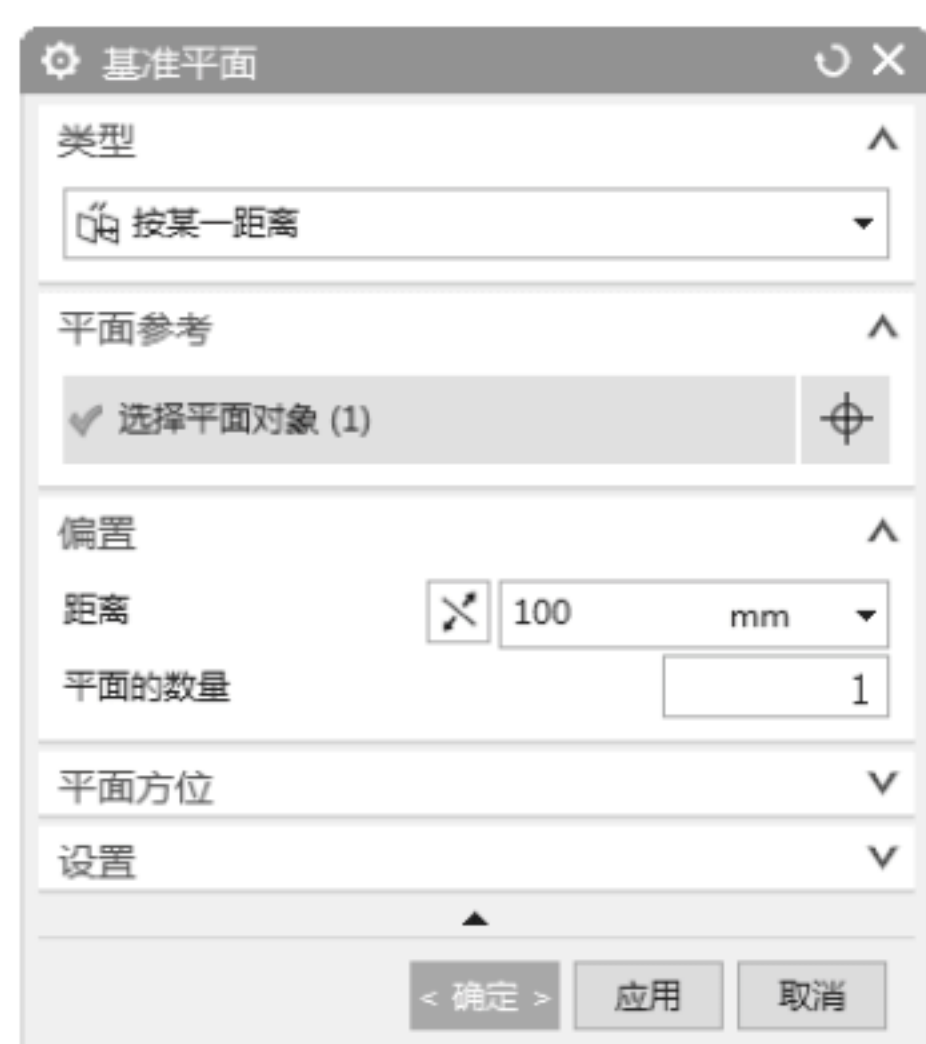 基准平面
类型
按某一距离
平面参考
选择平面对象 (1)
偏置
距离 100 mm
平面的数量 1
平面方位
设置
< 确定 > 应用 取消